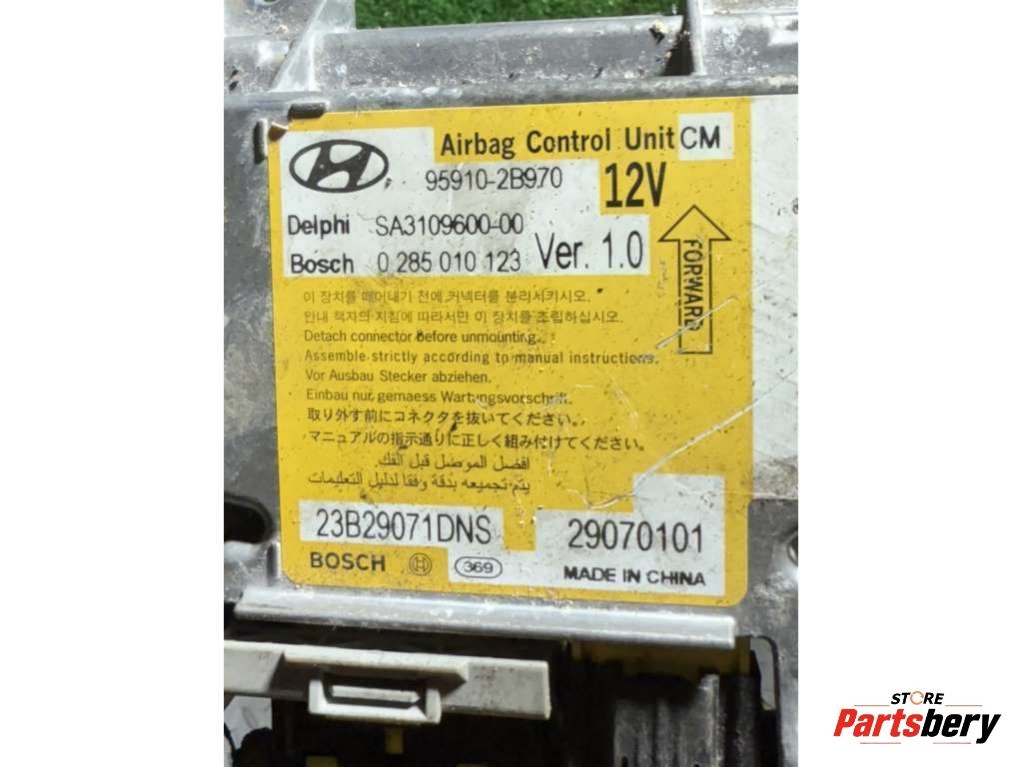 Airbag Control Unit CM
95910-2B970 12V
Delphi SA3109600-00
Bosch 0 285 010 123 Ver. 1.0
FORWARD
이 장치를 떼어내기 전에 커넥터를 분리시키시오.
안내 책자의 지침에 따라서만 이 장치를 조립하십시오.
Detach connector before unmounting.
Assemble strictly according to manual instructions.
Vor Ausbau Stecker abziehen.
Einbau nur gemaess Wartungsvorschrift.
取り外す前にコネクタを抜いてください。
マニュアルの指示通りに正しく組み付けてください。
افضل الموصل قبل الفك.
يتم تجميعه بدقة وفقا لدليل التعليمات
23B29071DNS 29070101
BOSCH 369 MADE IN CHINA
STORE
Partsbery